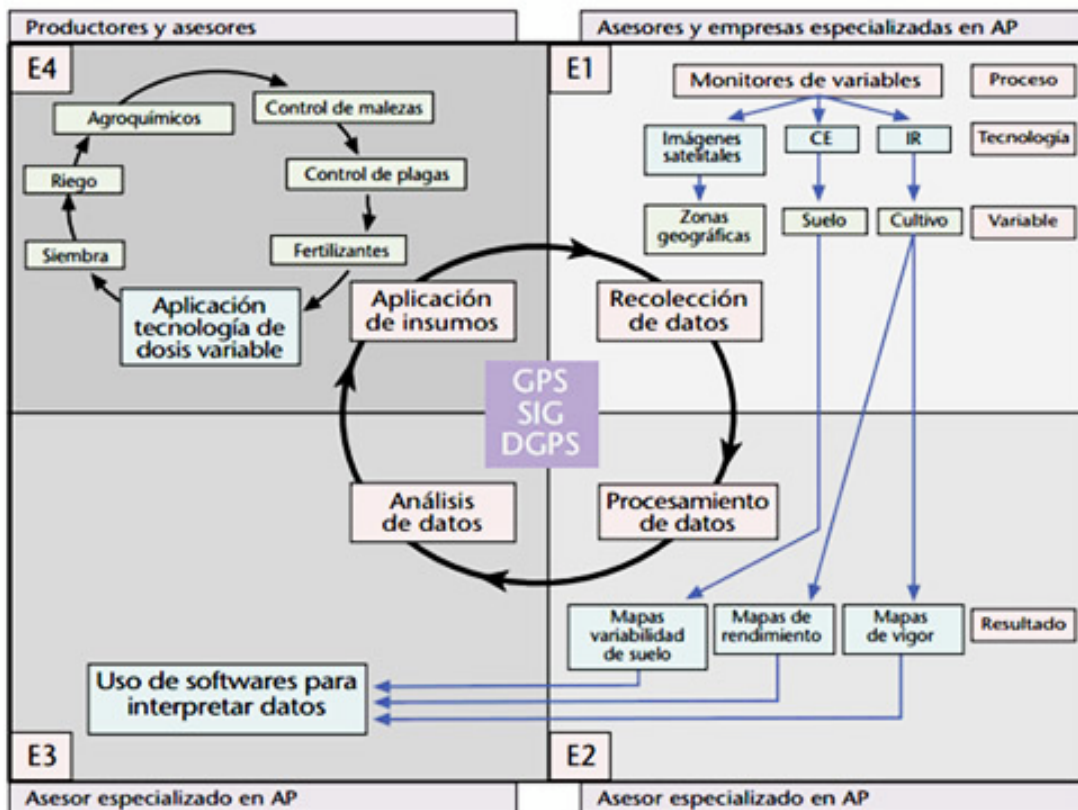 Productores y asesores
Asesores y empresas especializadas en AP
E4
Agroquímicos
Control de malezas
Riego
Control de plagas
Siembra
Fertilizantes
Aplicación
tecnología de
dosis variable
Aplicación
de insumos
E1
Monitores de variables
Proceso
Imágenes
satelitales
CE
IR
Tecnología
Zonas
geográficas
Suelo
Cultivo
Variable
Recolección
de datos
GPS
SIG
DGPS
Análisis
de datos
Procesamiento
de datos
Mapas
variabilidad
de suelo
Mapas de
rendimiento
Mapas
de vigor
Resultado
Uso de softwares para
interpretar datos
E3
E2
Asesor especializado en AP
Asesor especializado en AP